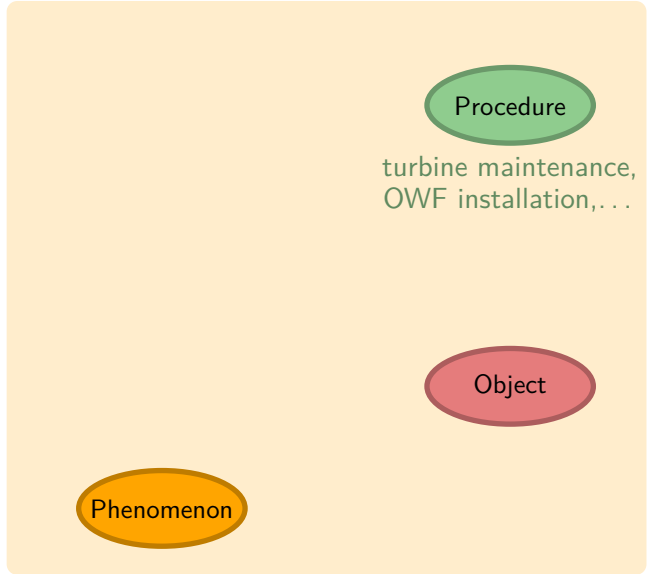 Procedure
turbine maintenance,
OWF installation,...
Object
Phenomenon